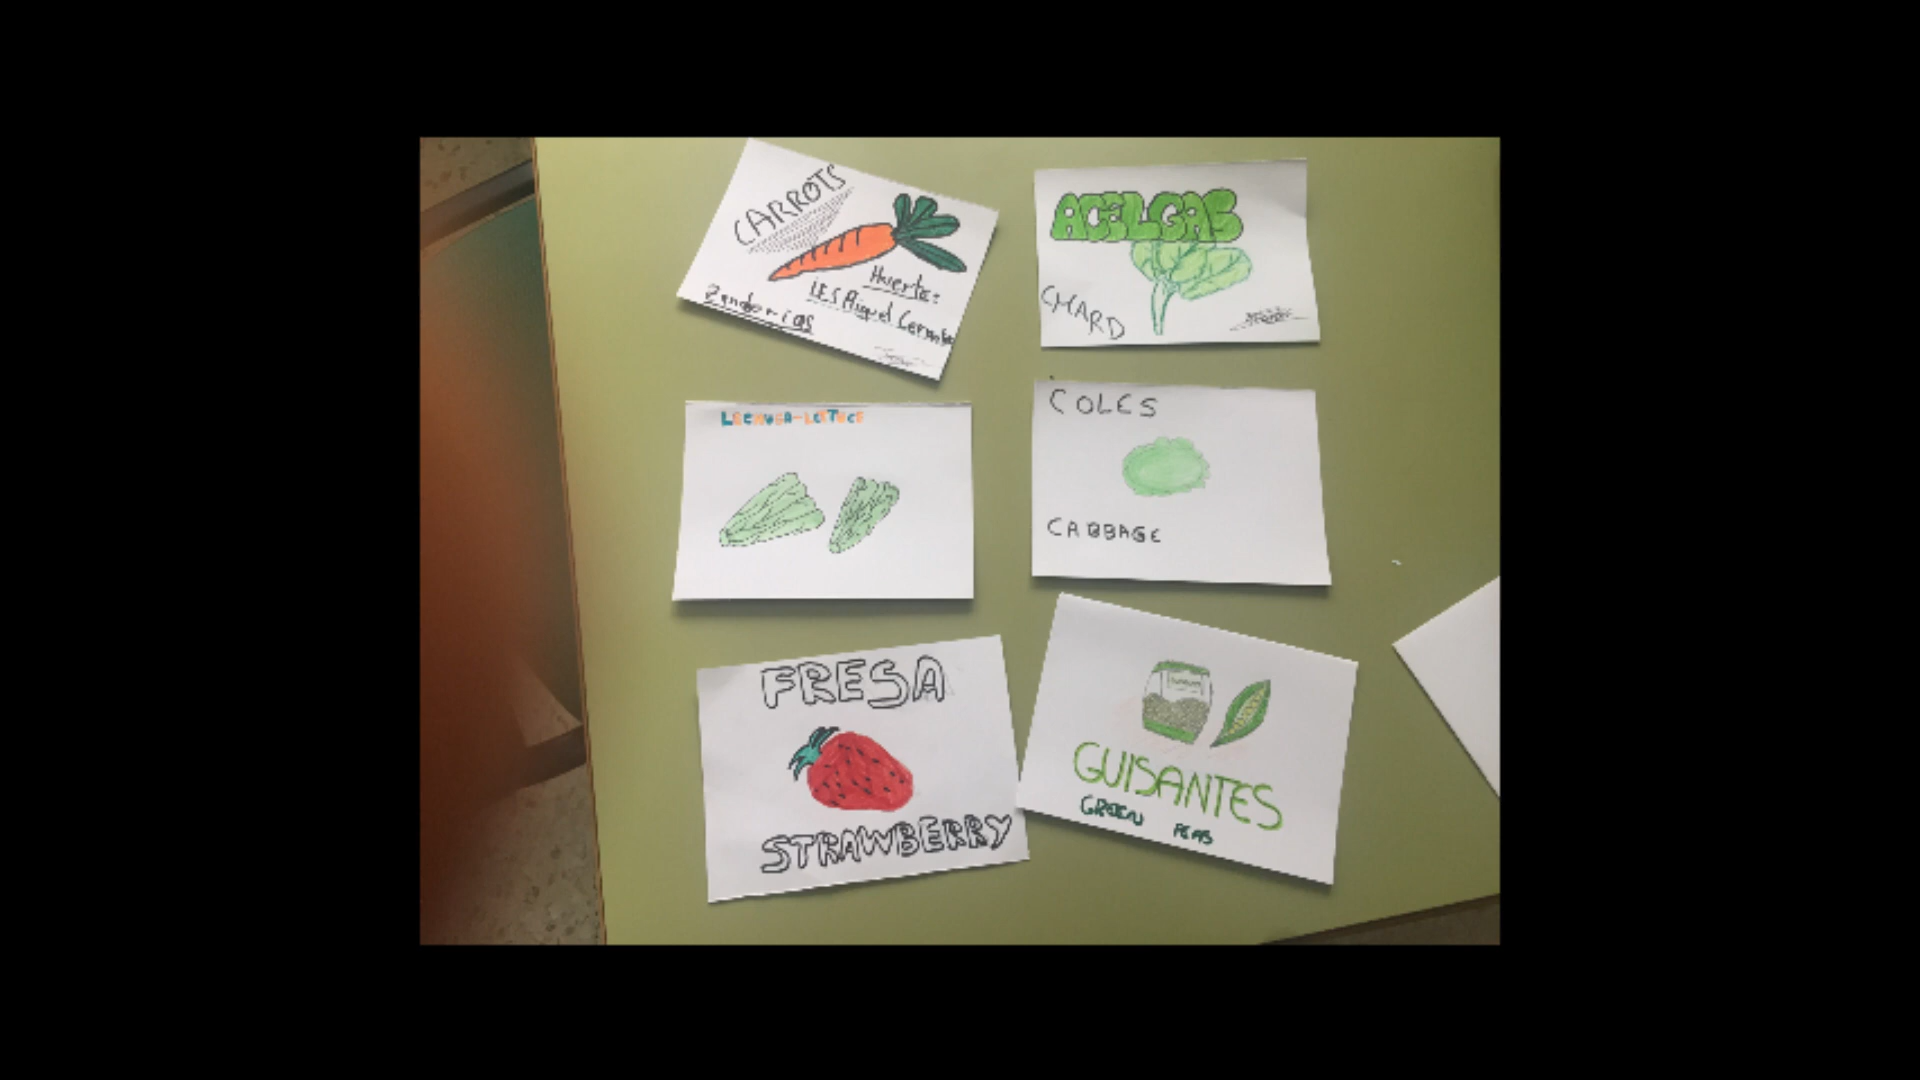 CARROTS
Huerto:
IES Miguel Cervantes
Zanahorias
ACELGAS
CHARD
LECHUGA-LETTUCE
COLES
CABBAGE
FRESA
STRAWBERRY
GUISANTES
GREEN PEAS